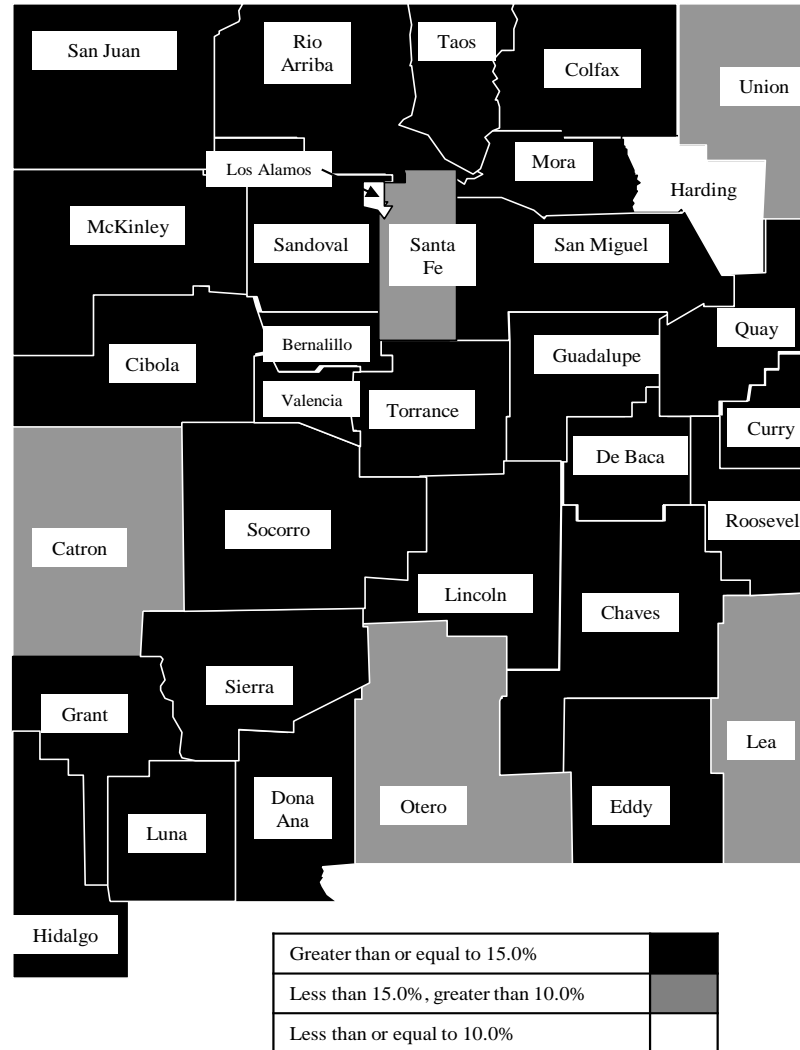 San Juan
Rio
Arriba
Taos
Colfax
Union
Los Alamos
Mora
Harding
McKinley
Sandoval
Santa
Fe
San Miguel
Quay
Cibola
Bernalillo
Guadalupe
Valencia
Torrance
Curry
De Baca
Catron
Socorro
Roosevel
Lincoln
Chaves
Sierra
Grant
Lea
Dona
Ana
Otero
Eddy
Luna
Hidalgo
Greater than or equal to 15.0%
Less than 15.0%, greater than 10.0%
Less than or equal to 10.0%